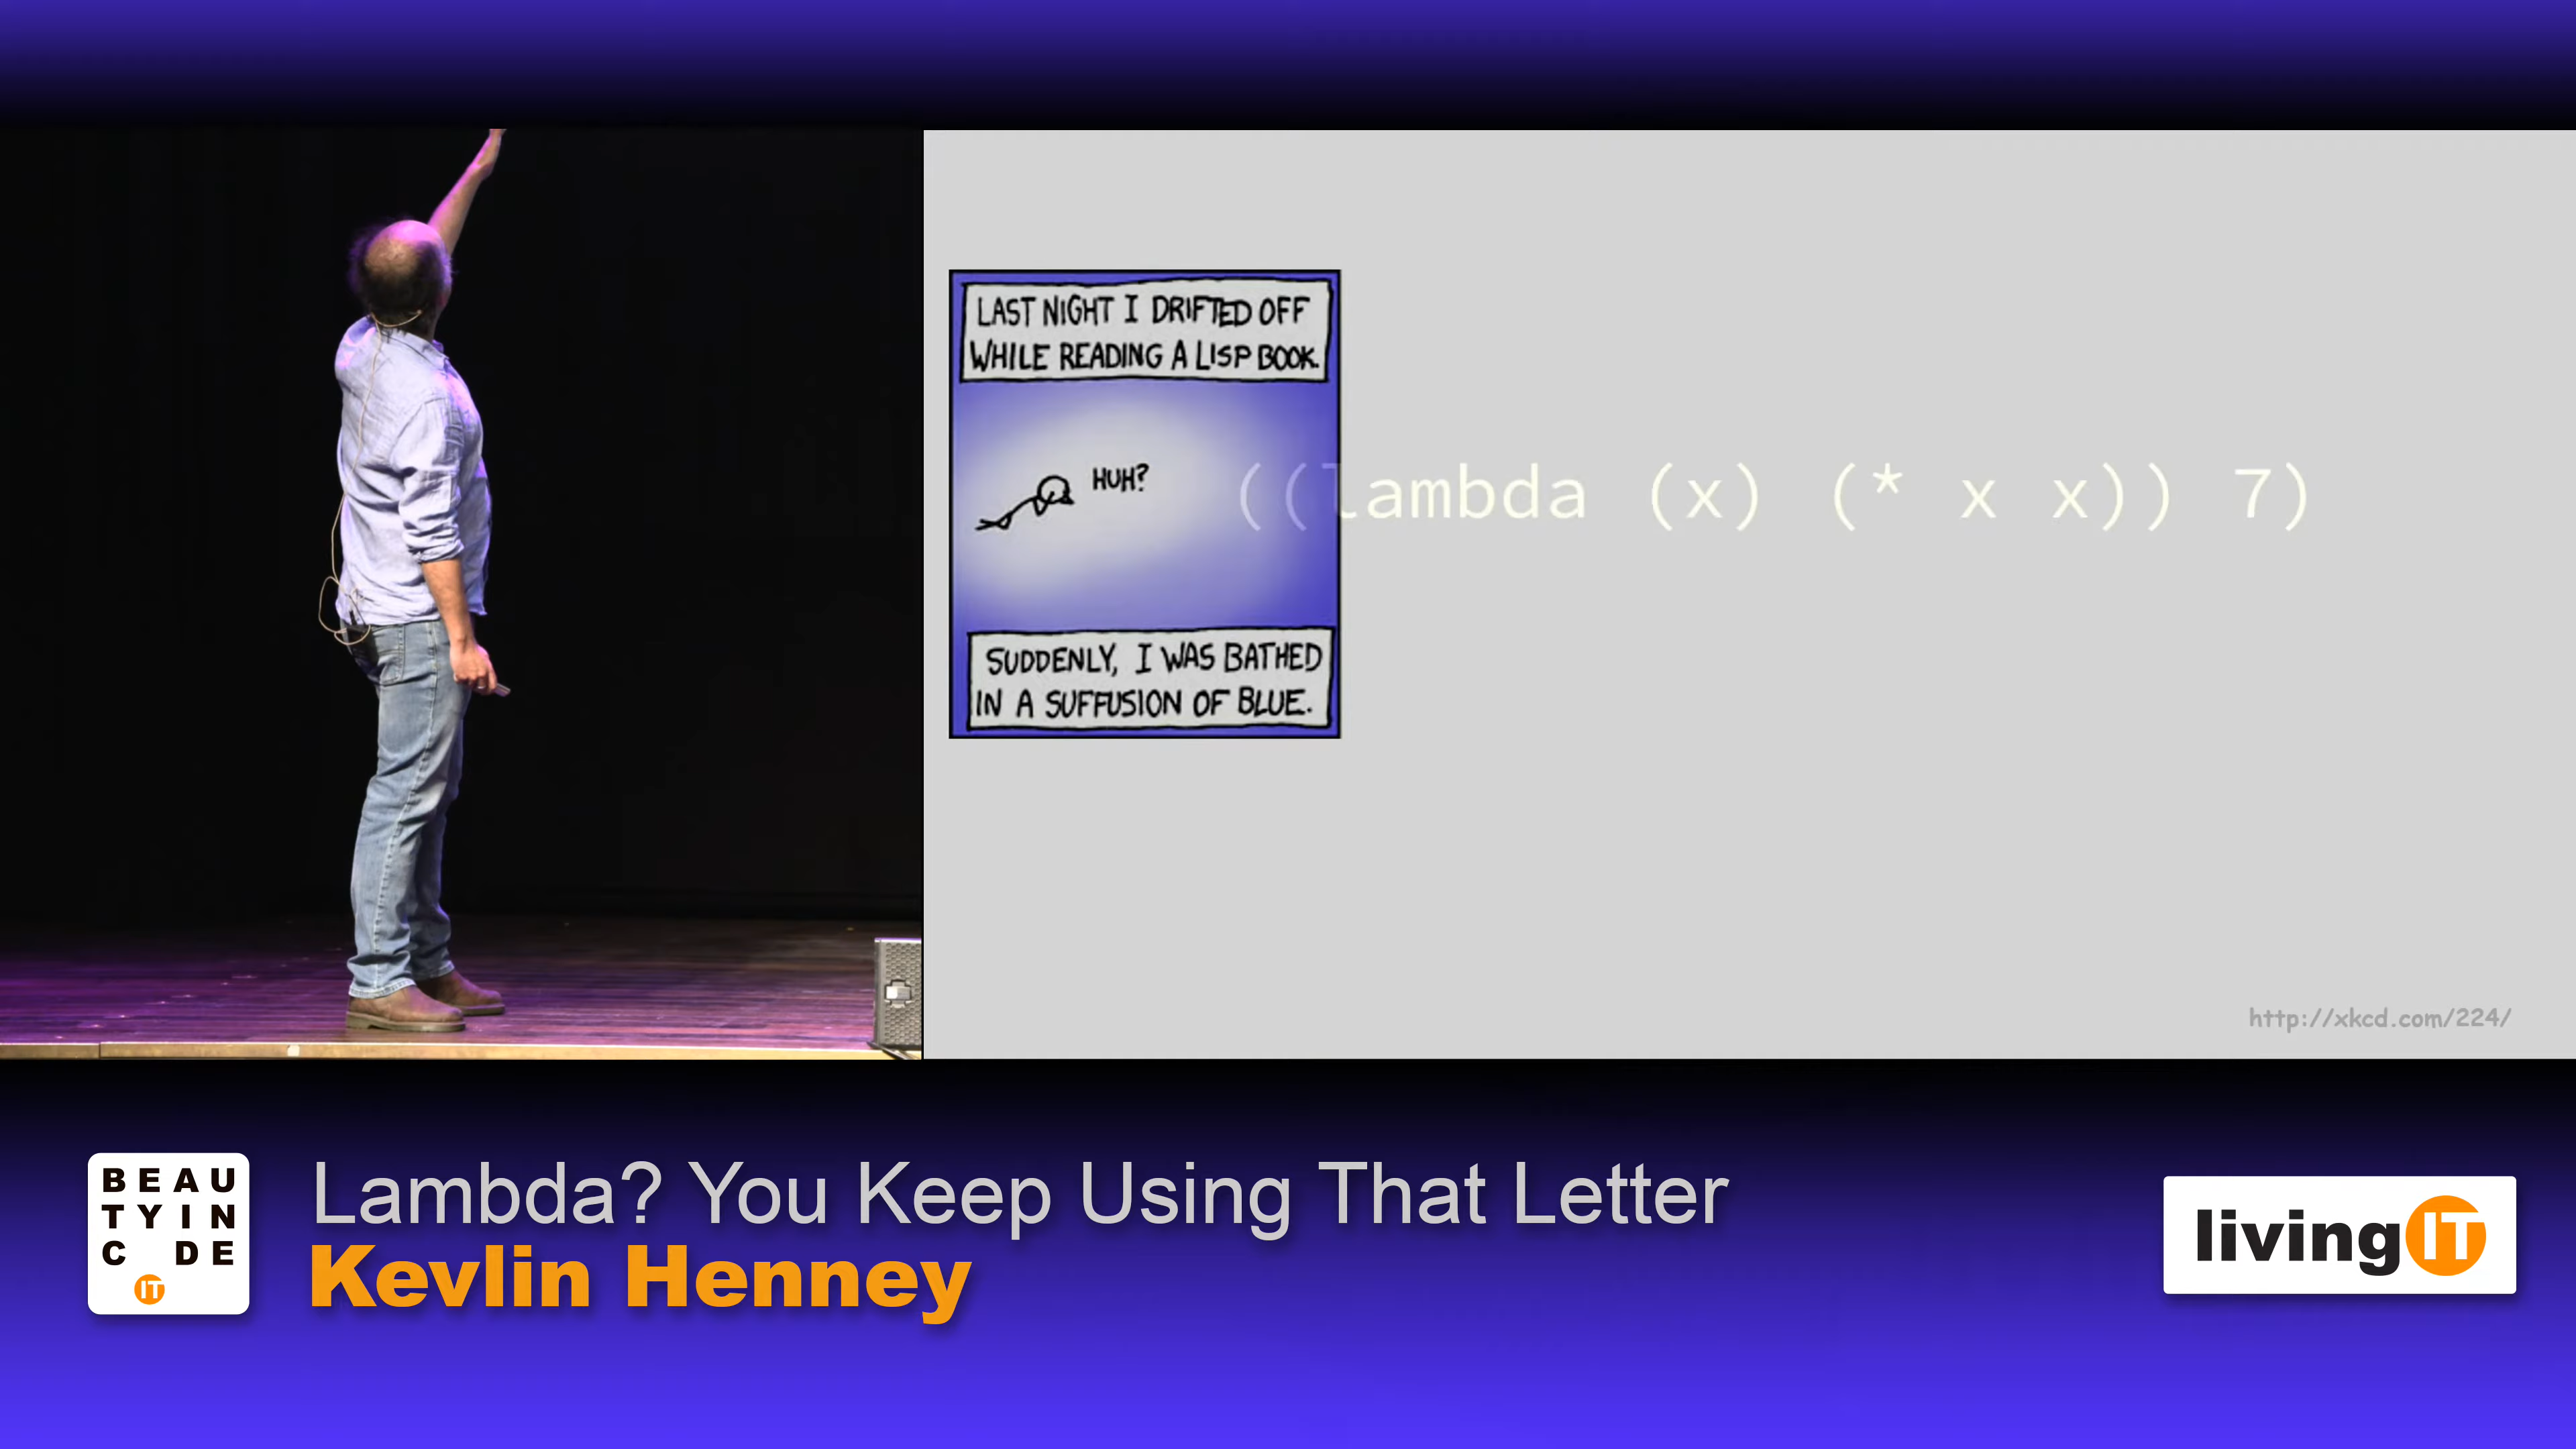 LAST NIGHT I DRIFTED OFF
WHILE READING A LISP BOOK.
HUH?
((lambda (x) (* x x)) 7)
SUDDENLY, I WAS BATHED
IN A SUFFUSION OF BLUE.
http://xkcd.com/224/
BEAU
TYIN
C DE
IT
Lambda? You Keep Using That Letter
Kevlin Henney
livingIT